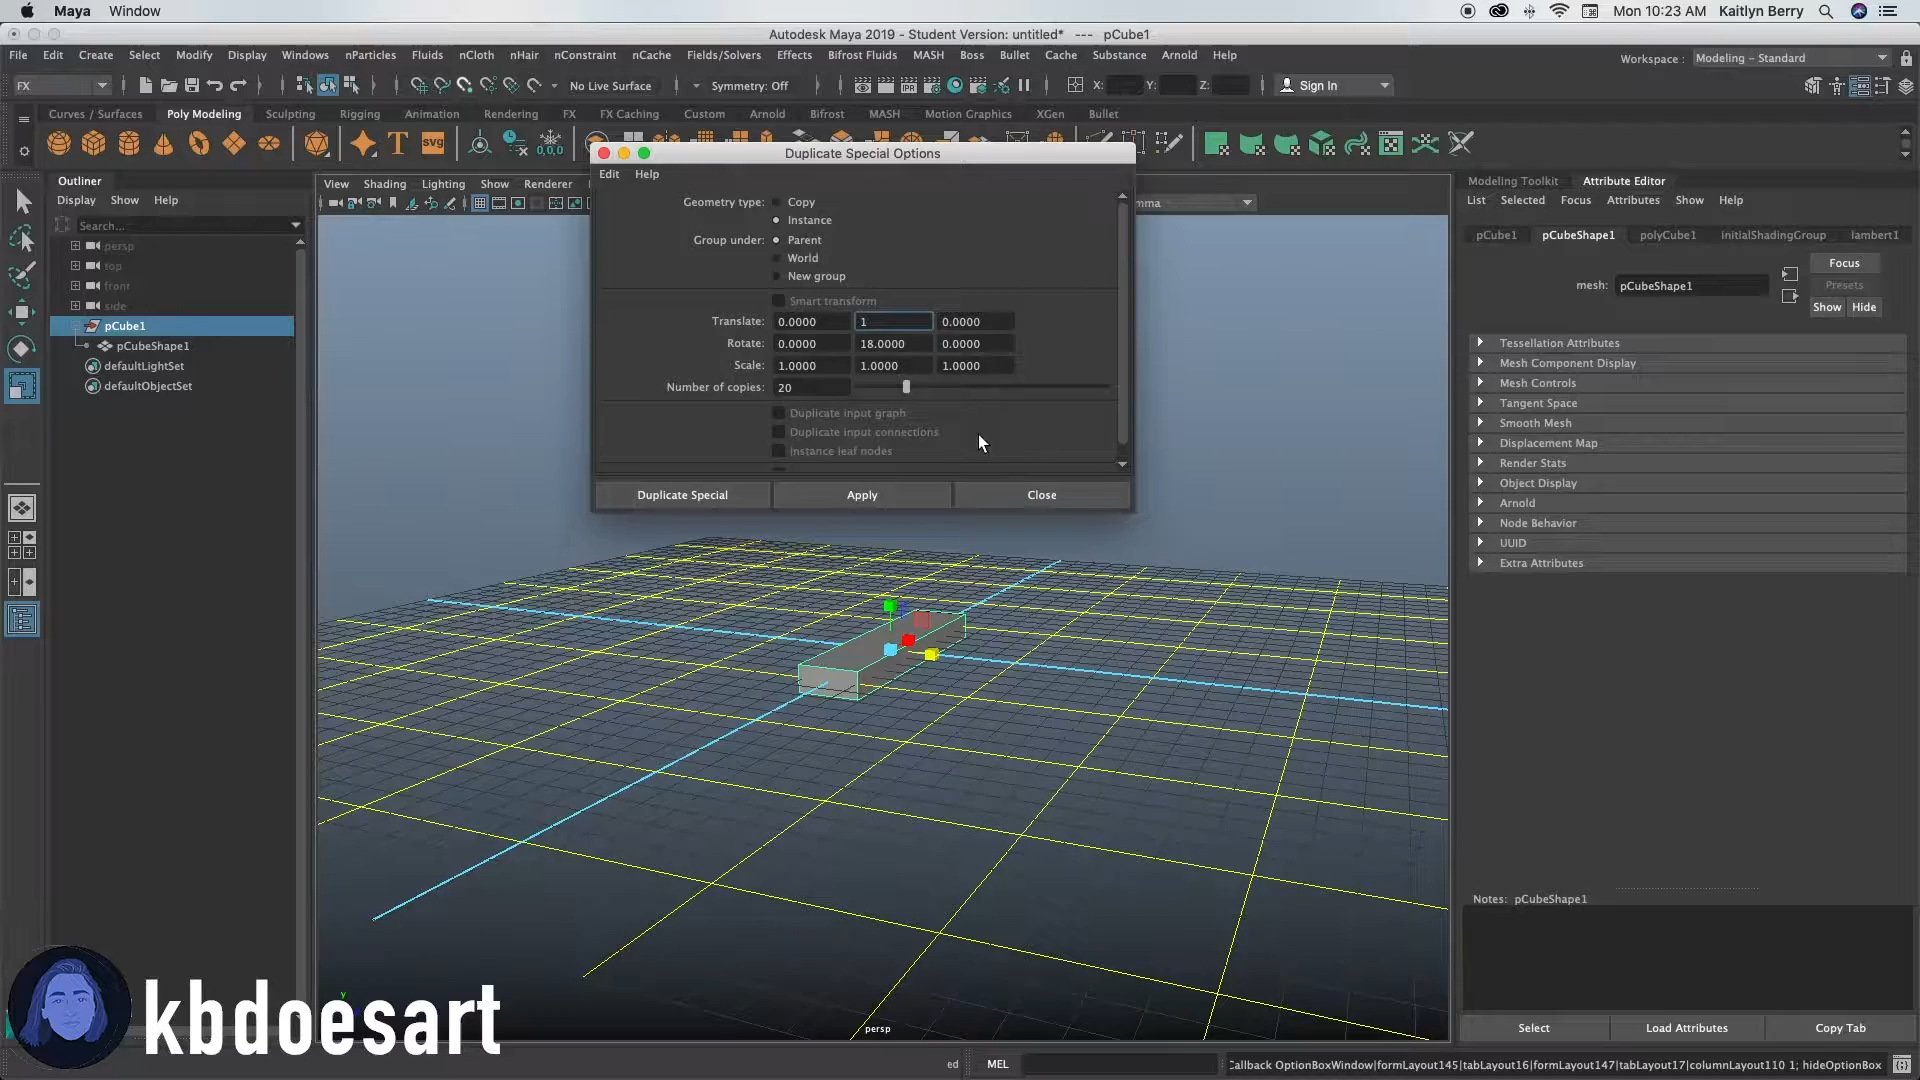 Maya Window Mon 10:23 AM Kaitlyn Berry
Autodesk Maya 2019 - Student Version: untitled* --- pCube1
File Edit Create Select Modify Display Windows nParticles Fluids nCloth nHair nConstraint nCache Fields/Solvers Effects Bifrost Fluids MASH Boss Bullet Cache Substance Arnold Help Workspace : Modeling - Standard
FX No Live Surface Symmetry: Off X: Y: Z: Sign In
Curves / Surfaces Poly Modeling Sculpting Rigging Animation Rendering FX FX Caching Custom Arnold Bifrost MASH Motion Graphics XGen Bullet
T svg 0,0,0
Outliner
Display Show Help
Search...
persp
top
front
side
pCube1
pCubeShape1
defaultLightSet
defaultObjectSet
View Shading Lighting Show Renderer
mma
Duplicate Special Options
Edit Help
Geometry type: Copy
Instance
Group under: Parent
World
New group
Smart transform
Translate: 0.0000 1 0.0000
Rotate: 0.0000 18.0000 0.0000
Scale: 1.0000 1.0000 1.0000
Number of copies: 20
Duplicate input graph
Duplicate input connections
Instance leaf nodes
Duplicate Special Apply Close
Modeling Toolkit Attribute Editor
List Selected Focus Attributes Show Help
pCube1 pCubeShape1 polyCube1 initialShadingGroup lambert1
Focus
mesh: pCubeShape1 Presets
Show Hide
Tessellation Attributes
Mesh Component Display
Mesh Controls
Tangent Space
Smooth Mesh
Displacement Map
Render Stats
Object Display
Arnold
Node Behavior
UUID
Extra Attributes
Notes: pCubeShape1
Select Load Attributes Copy Tab
y
persp
kbdoesart
ed MEL Callback OptionBoxWindow|formLayout145|tabLayout16|formLayout147|tabLayout17|columnLayout110 1; hideOptionBox